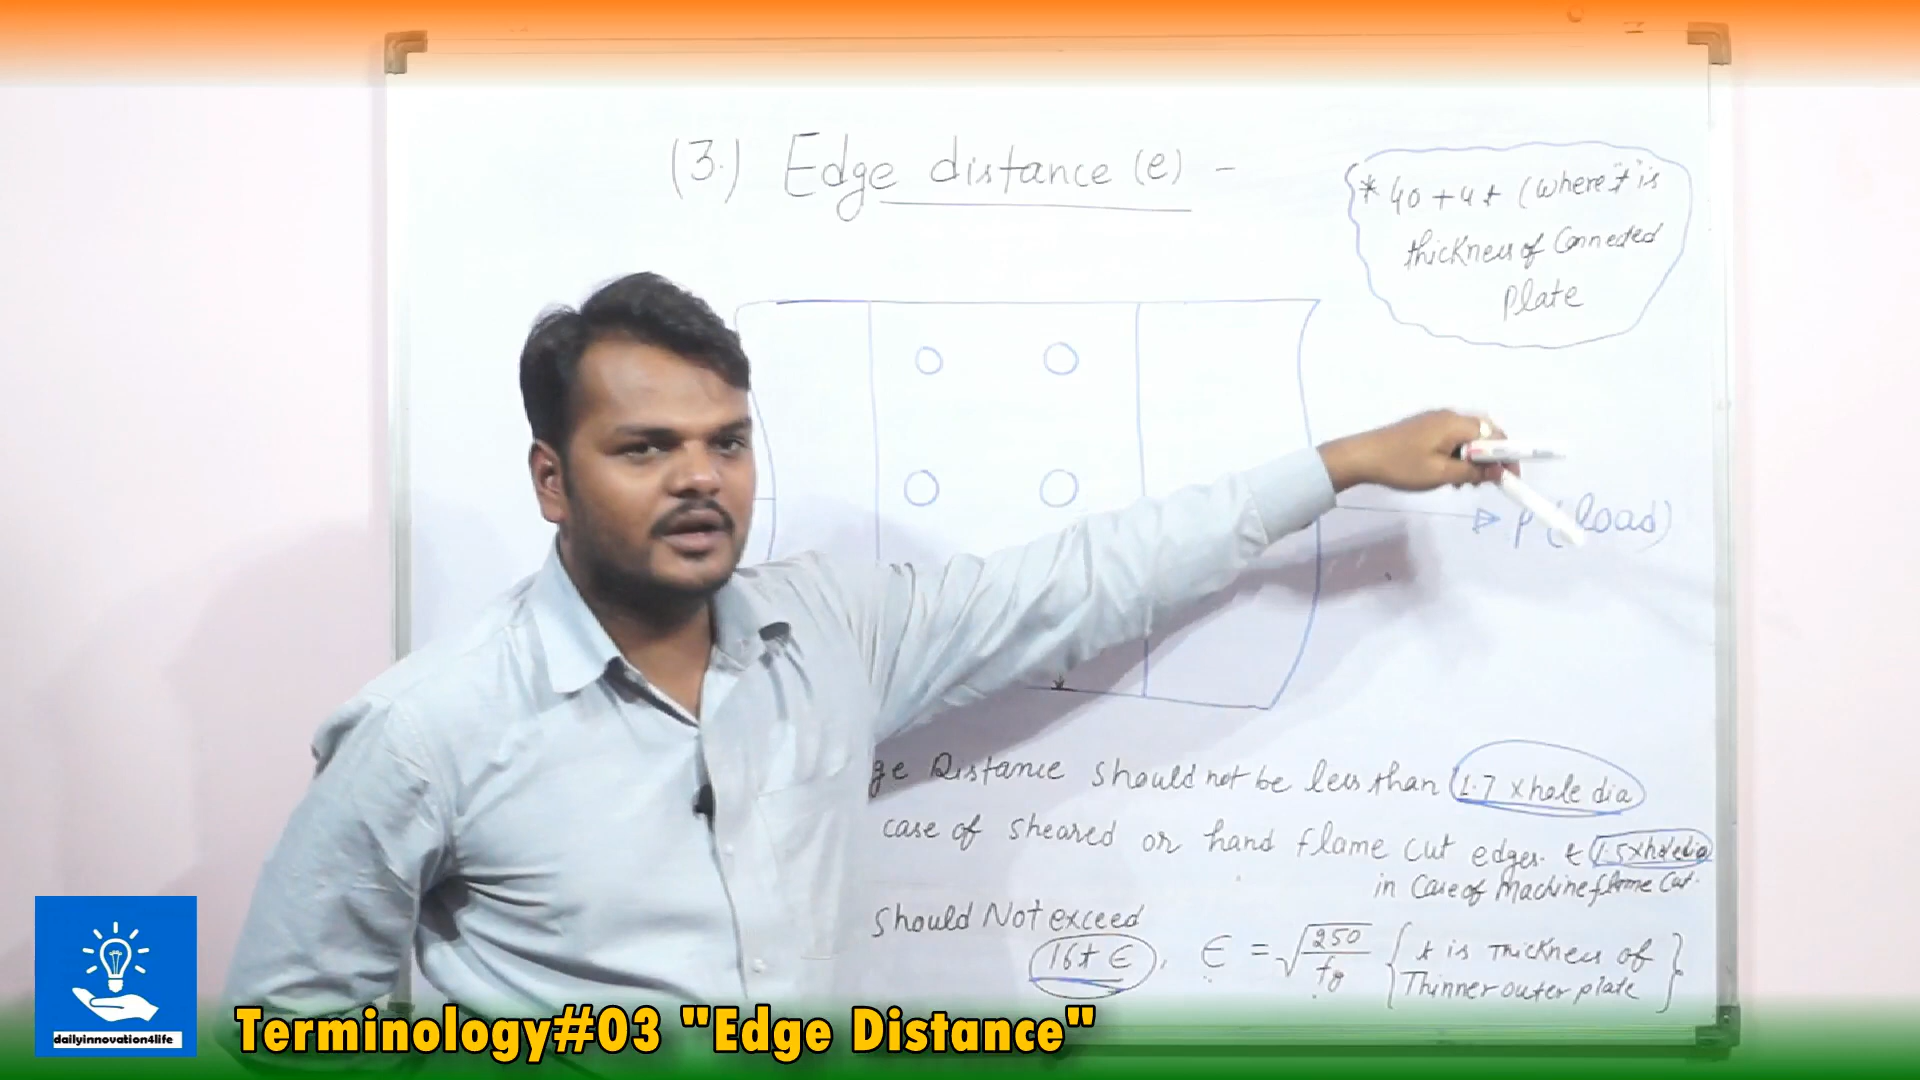 (3.) Edge distance (e) -
* 40 + 4t (where "t" is
thickness of Connected
plate
P (load)
ge Distance should not be less than 1.7 x hole dia
case of sheared or hand flame cut edges. & 1.5 x hole dia
in Case of Machine flame Cut.
should Not exceed
16t ∈, ∈ = √250/fy { t is Thickness of
Thinner outer plate }
dailyinnovation4life
Terminology#03 "Edge Distance"